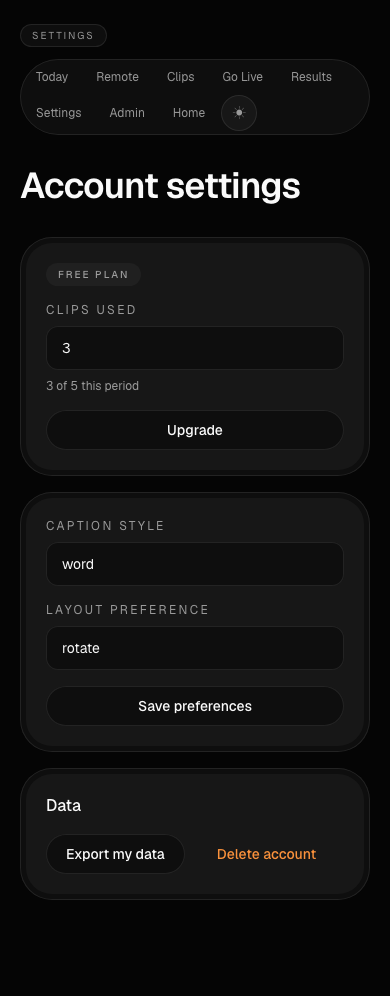 SETTINGS
Today Remote Clips Go Live Results
Settings Admin Home
Account settings
FREE PLAN
CLIPS USED
3
3 of 5 this period
Upgrade
CAPTION STYLE
word
LAYOUT PREFERENCE
rotate
Save preferences
Data
Export my data Delete account